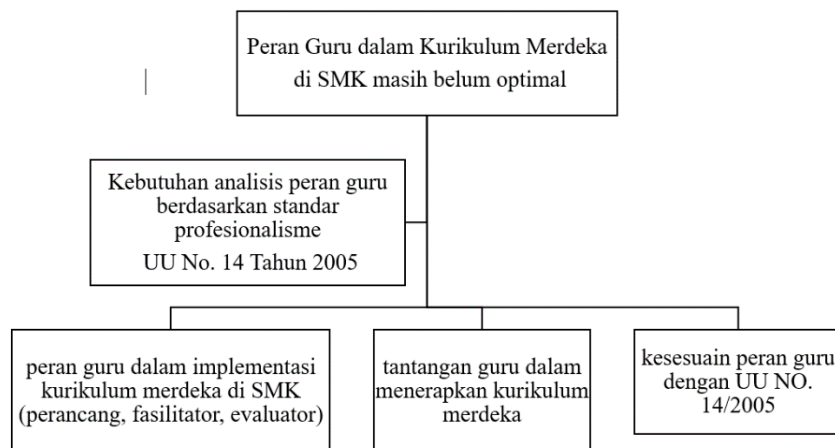 Peran Guru dalam Kurikulum Merdeka
di SMK masih belum optimal
Kebutuhan analisis peran guru
berdasarkan standar
profesionalisme
UU No. 14 Tahun 2005
peran guru dalam implementasi
kurikulum merdeka di SMK
(perancang, fasilitator, evaluator)
tantangan guru dalam
menerapkan kurikulum
merdeka
kesesuain peran guru
dengan UU NO.
14/2005